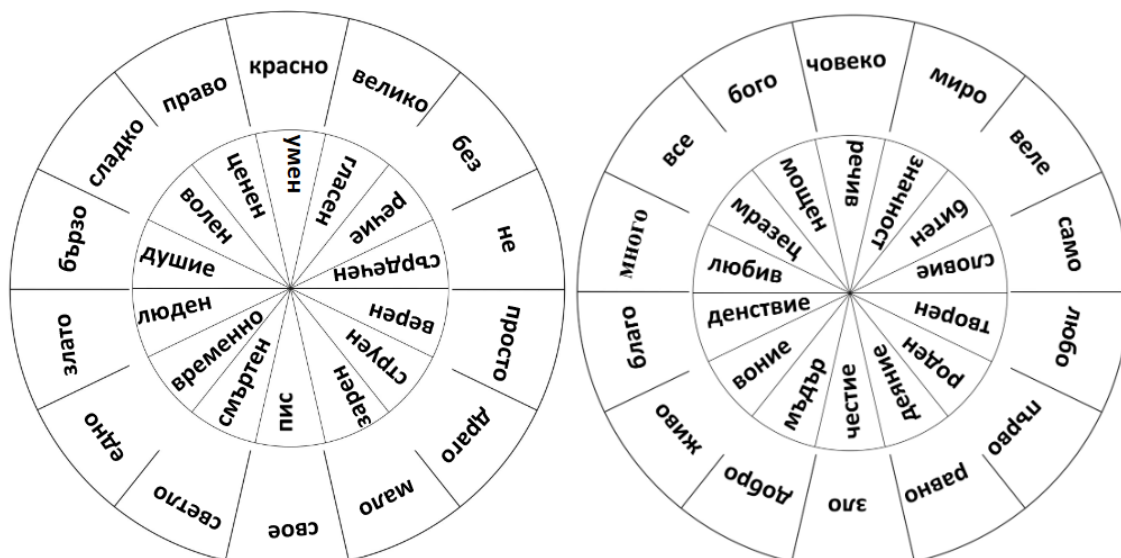 красно
велико
без
не
просто
драго
мало
свое
светло
едно
злато
бързо
сладко
право
умен
гласен
речие
сърдечен
верен
струен
зарен
пис
смъртен
временно
люден
душие
волен
ценен
човеко
миро
веле
само
любо
първо
равно
зло
добро
живо
благо
много
все
бого
речив
значност
битен
словие
творен
роден
деяние
честие
мъдър
воние
денствие
любив
мразец
мощен